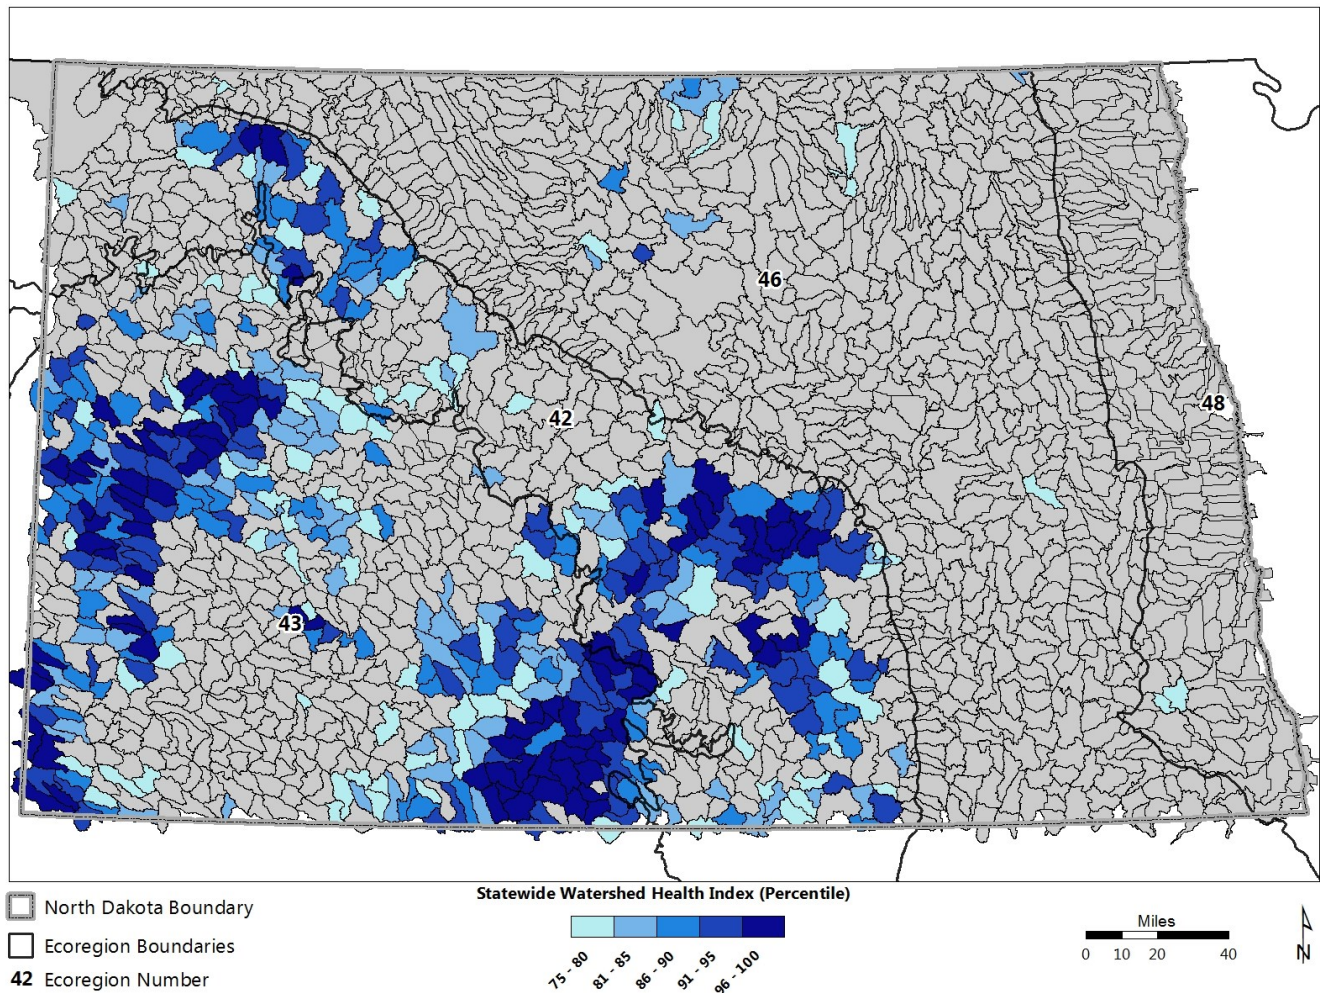 46
48
42
43
Statewide Watershed Health Index (Percentile)
75 - 80
81 - 85
86 - 90
91 - 95
96 - 100
North Dakota Boundary
Ecoregion Boundaries
42 Ecoregion Number
Miles
0 10 20 40
N